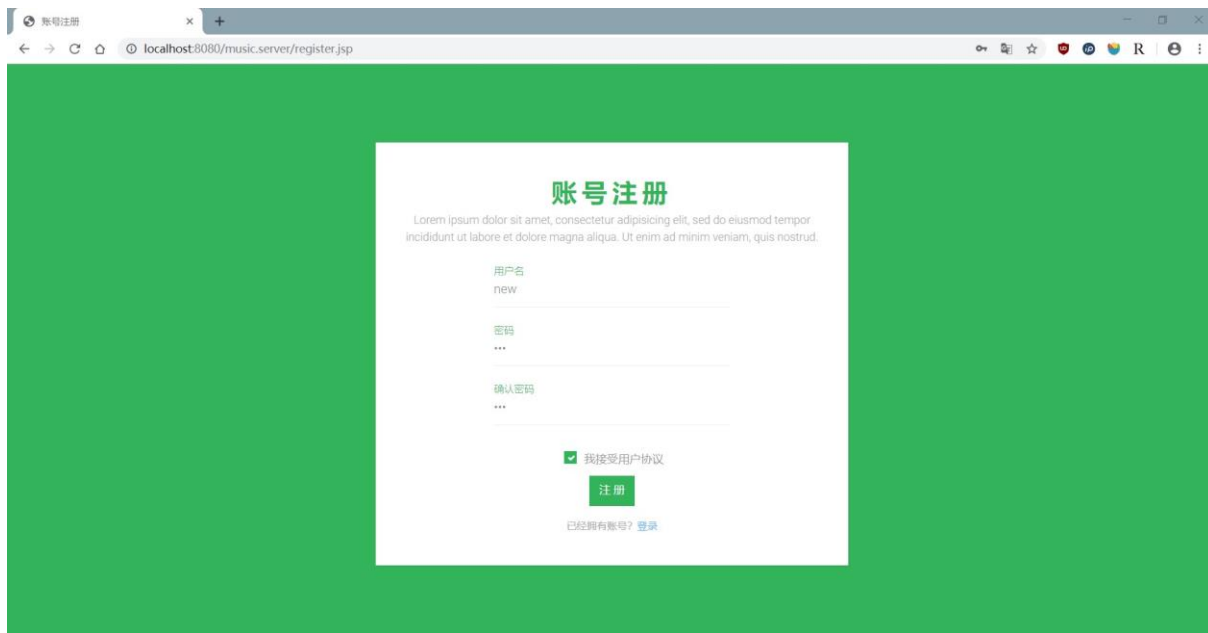 账号注册
localhost:8080/music.server/register.jsp
R
账号注册
Lorem ipsum dolor sit amet, consectetur adipisicing elit, sed do eiusmod tempor
incididunt ut labore et dolore magna aliqua. Ut enim ad minim veniam, quis nostrud.
用户名
new
密码
•••
确认密码
•••
我接受用户协议
注册
已经拥有账号? 登录